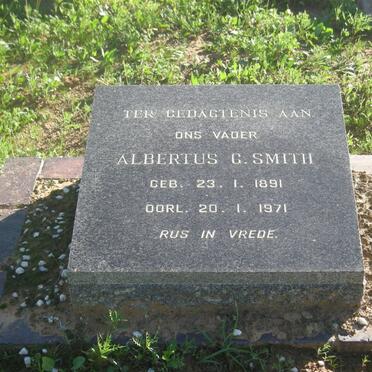 TER GEDAGTENIS AAN
ONS VADER
ALBERTUS G. SMITH
GEB. 23. 1. 1891
OORL. 20. 1. 1971
RUS IN VREDE.